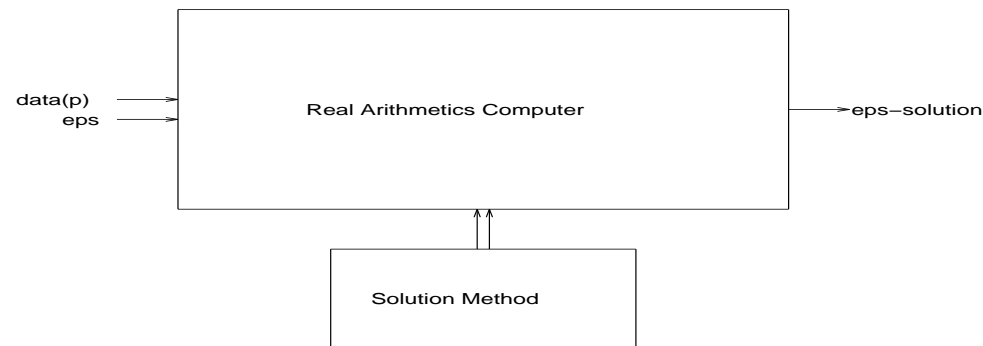 data(p)
eps
Real Arithmetics Computer
eps−solution
Solution Method